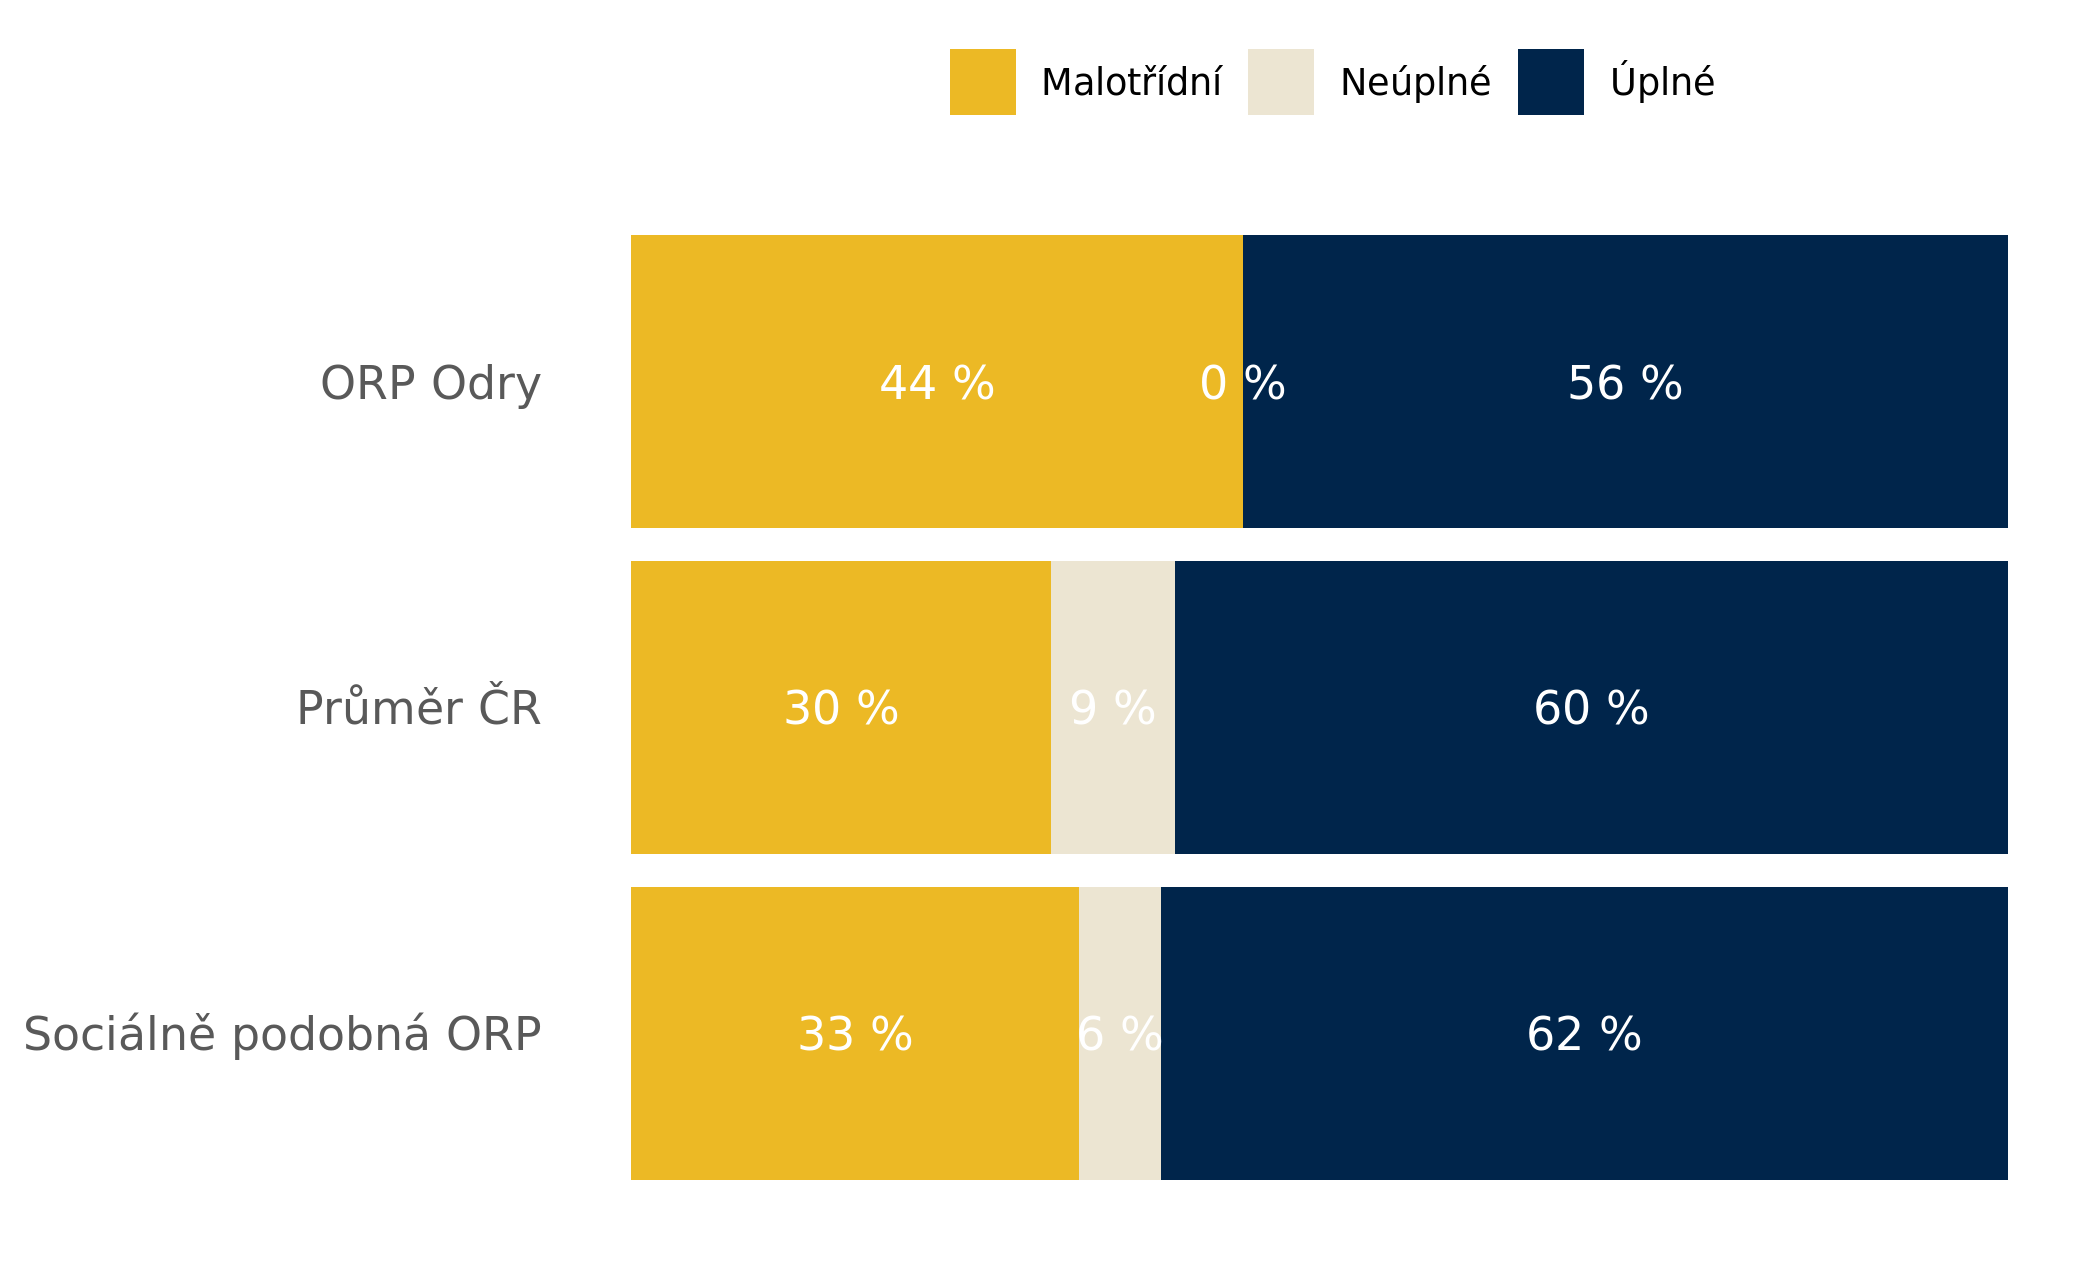 Malotřídní Neúplné Úplné
ORP Odry 44 % 0 % 56 %
Průměr ČR 30 % 9 % 60 %
Sociálně podobná ORP 33 % 6 % 62 %